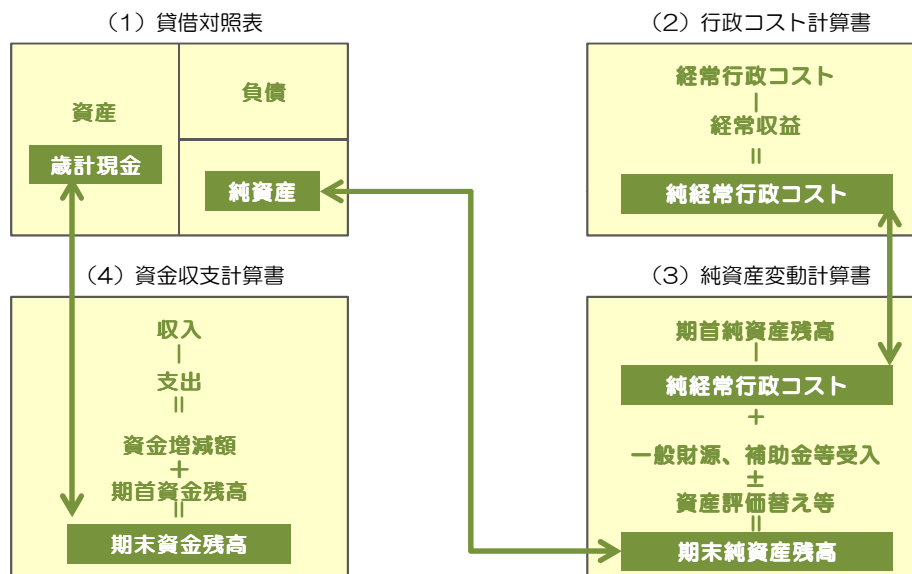 （1）貸借対照表
資産
歳計現金
負債
純資産
（2）行政コスト計算書
経常行政コスト
－
経常収益
＝
純経常行政コスト
（4）資金収支計算書
収入
－
支出
＝
資金増減額
＋
期首資金残高
＝
期末資金残高
（3）純資産変動計算書
期首純資産残高
－
純経常行政コスト
＋
一般財源、補助金等受入
±
資産評価替え等
＝
期末純資産残高